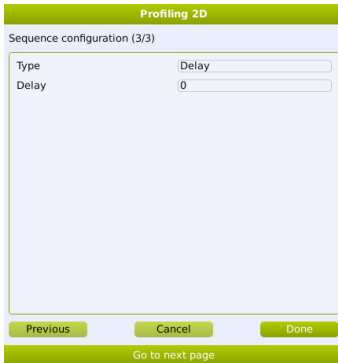 Profiling 2D
Sequence configuration (3/3)
Type Delay
Delay 0
Previous Cancel Done
Go to next page